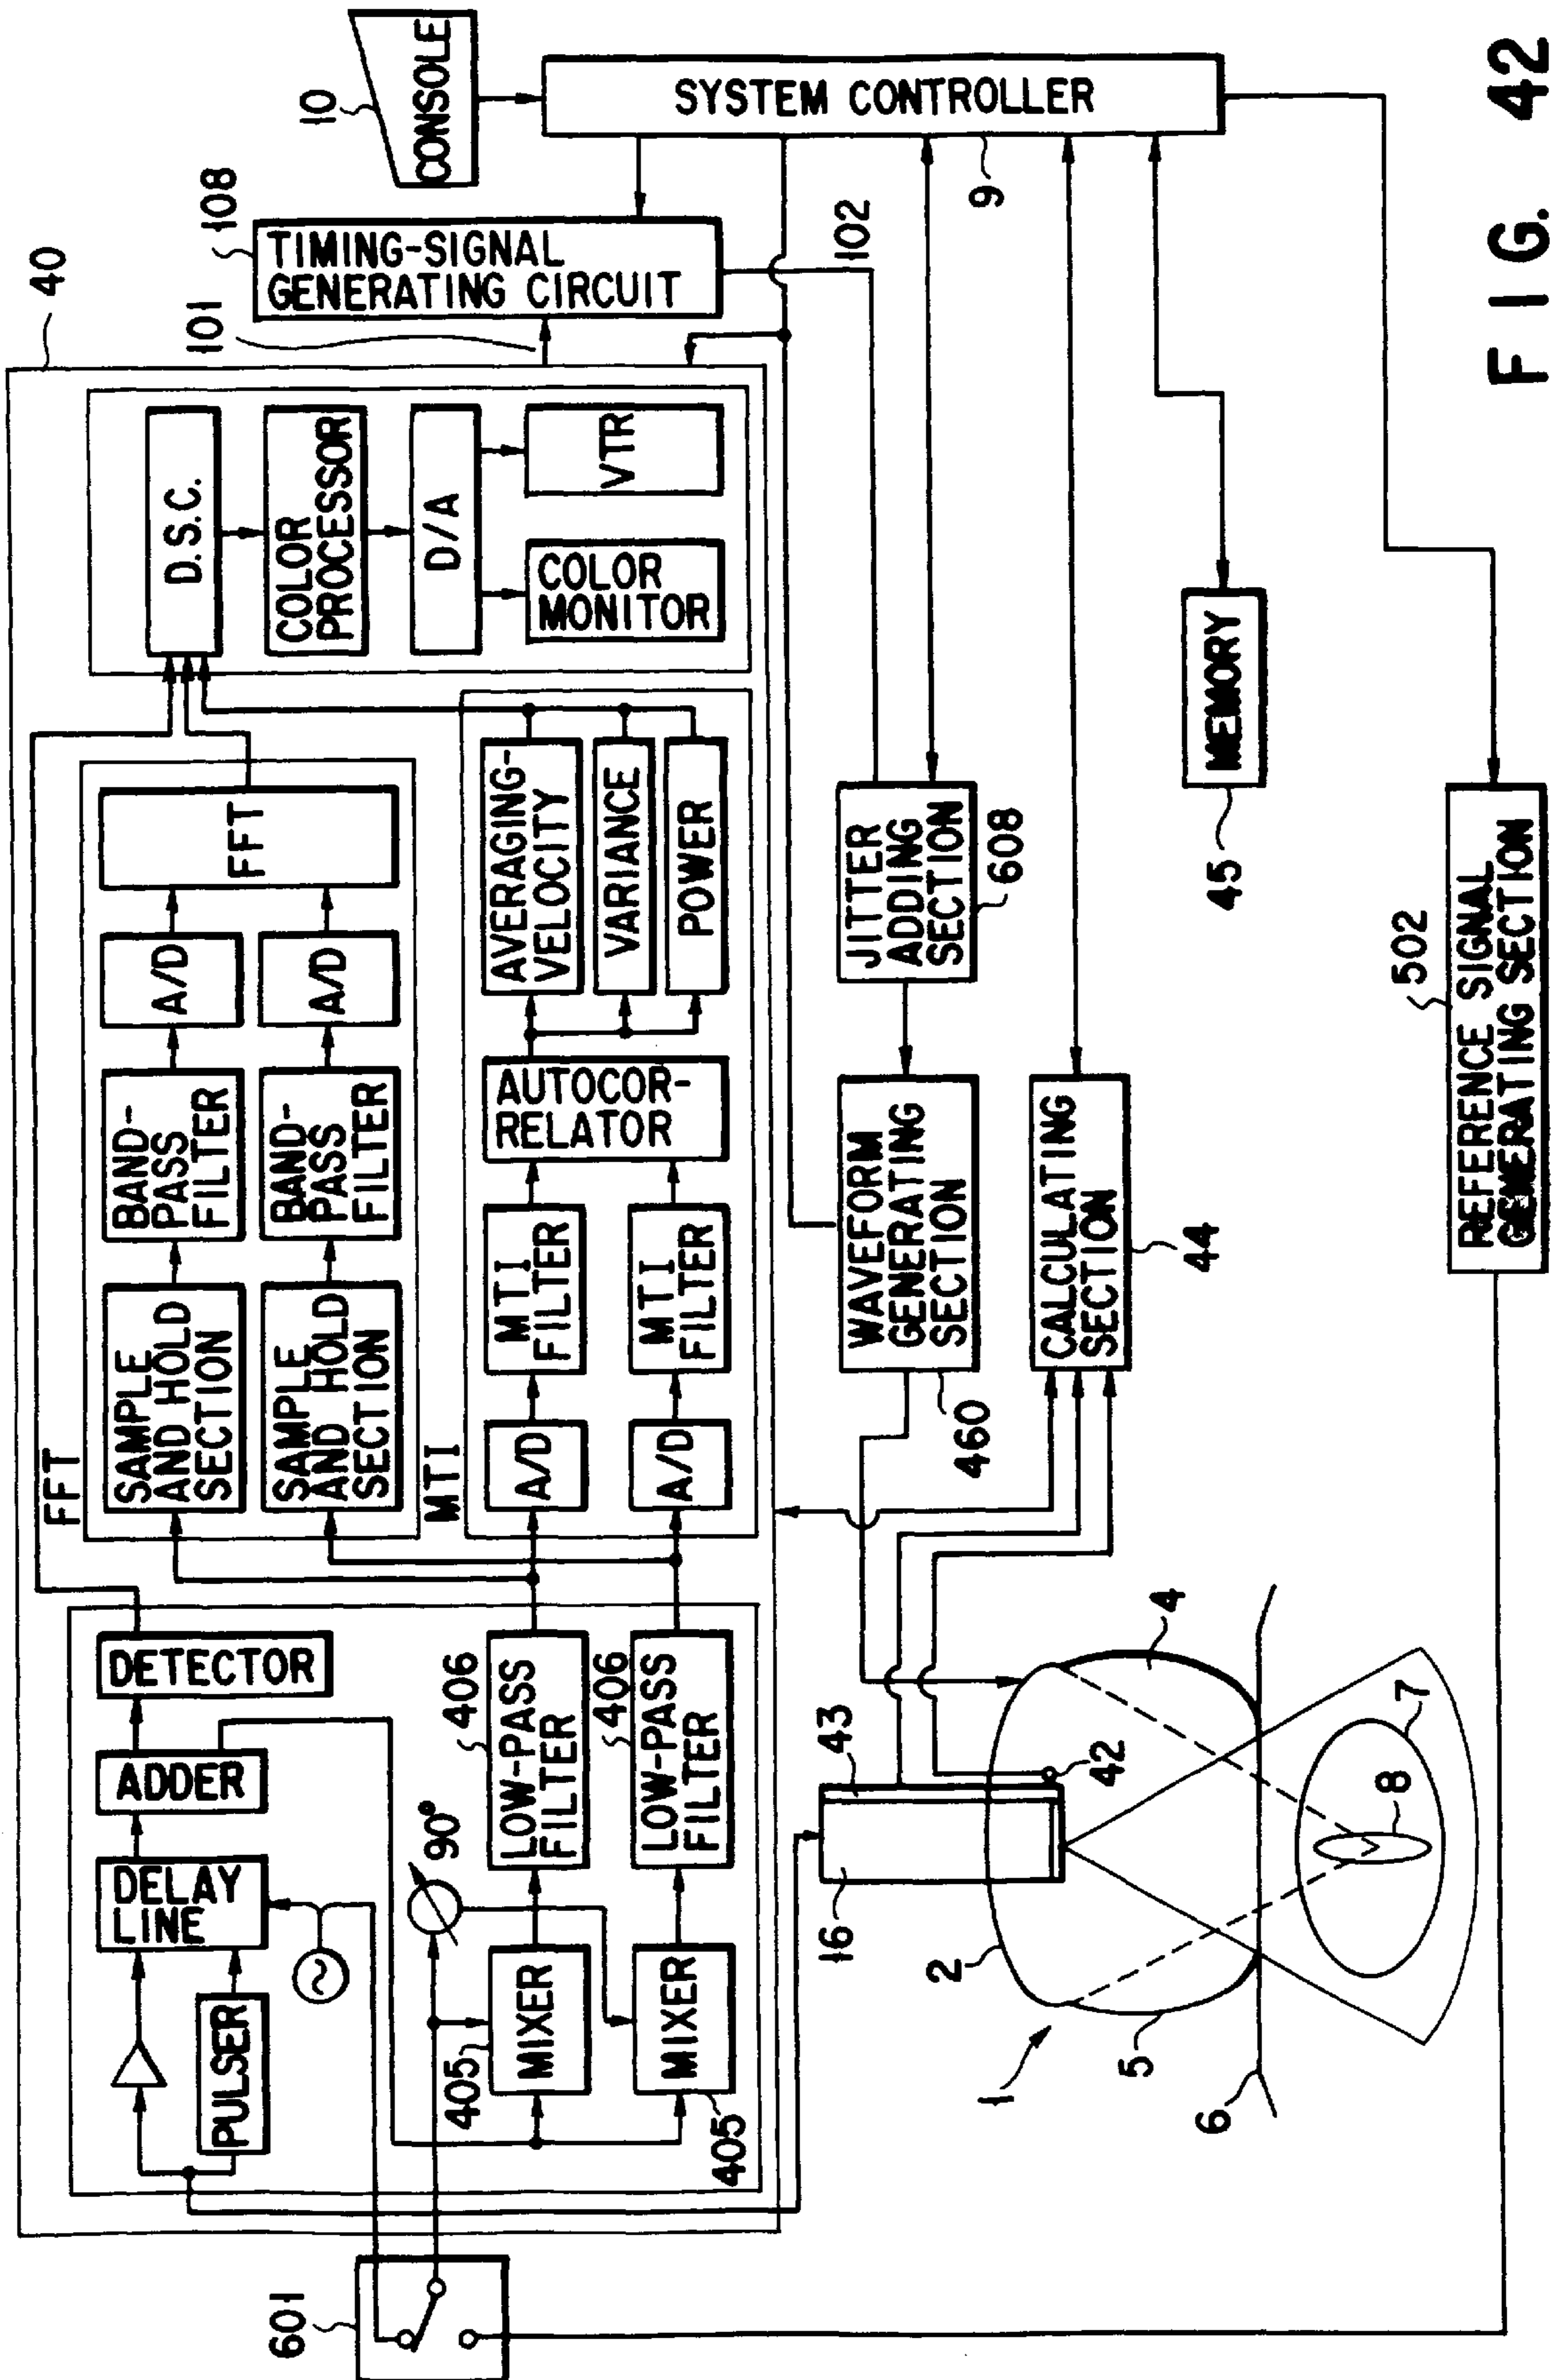 40
601
PULSER
DELAY
LINE
ADDER
DETECTOR
405
MIXER
405
MIXER
90°
406
LOW-PASS
FILTER
406
LOW-PASS
FILTER
FFT
SAMPLE
AND HOLD
SECTION
BAND-
PASS
FILTER
A/D
SAMPLE
AND HOLD
SECTION
BAND-
PASS
FILTER
A/D
FFT
MTI
A/D
MTI
FILTER
A/D
MTI
FILTER
AUTOCOR-
RELATOR
AVERAGING-
VELOCITY
VARIANCE
POWER
D.S.C.
COLOR
PROCESSOR
D/A
COLOR
MONITOR
VTR
101
108
TIMING-SIGNAL
GENERATING CIRCUIT
10
CONSOLE
102
SYSTEM CONTROLLER
9
JITTER
ADDING
SECTION
608
WAVEFORM
GENERATING
SECTION
460
CALCULATING
SECTION
44
MEMORY
45
502
REFERENCE SIGNAL
GENERATING SECTION
1
2
16
43
42
4
5
6
7
8
FIG. 42